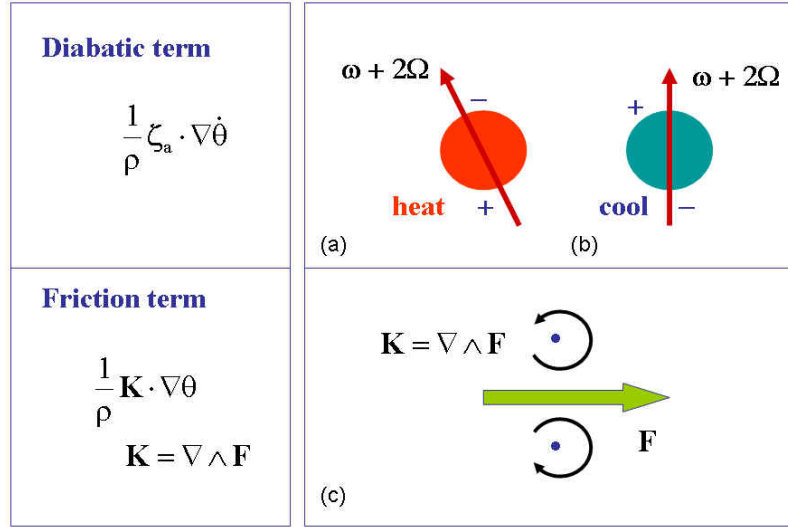 Diabatic term
1/ρ ζₐ · ∇θ̇
ω + 2Ω
−
+
heat
(a)
ω + 2Ω
+
−
cool
(b)
Friction term
1/ρ K · ∇θ
K = ∇ ∧ F
K = ∇ ∧ F
F
(c)